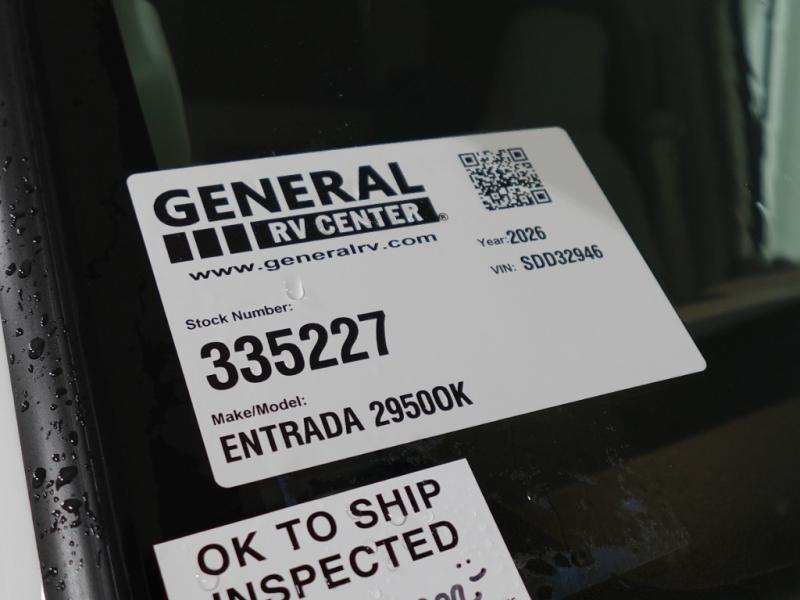 GENERAL
RV CENTER®
www.generalrv.com
Year: 2026
VIN: SDD32946
Stock Number:
335227
Make/Model:
ENTRADA 2950OK
OK TO SHIP
INSPECTED